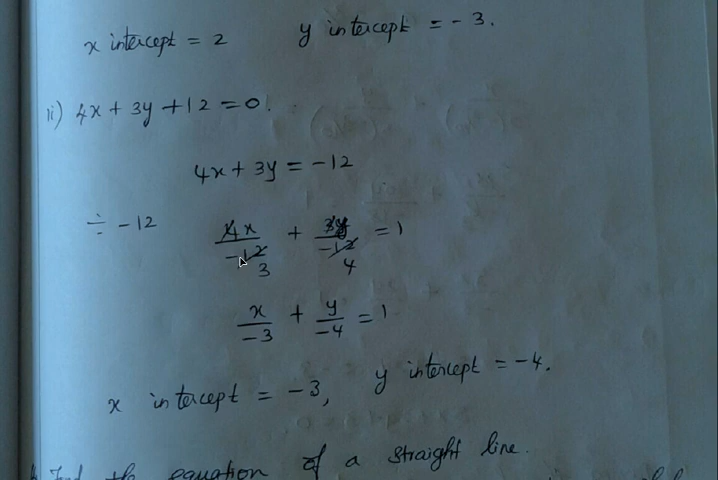 x intercept = 2 y intercept = -3.
ii) 4x + 3y + 12 = 0.
4x + 3y = -12
÷ -12 4x/-12 + 3y/-12 = 1
3 4
x/-3 + y/-4 = 1
x intercept = -3, y intercept = -4.
the equation of a straight line.